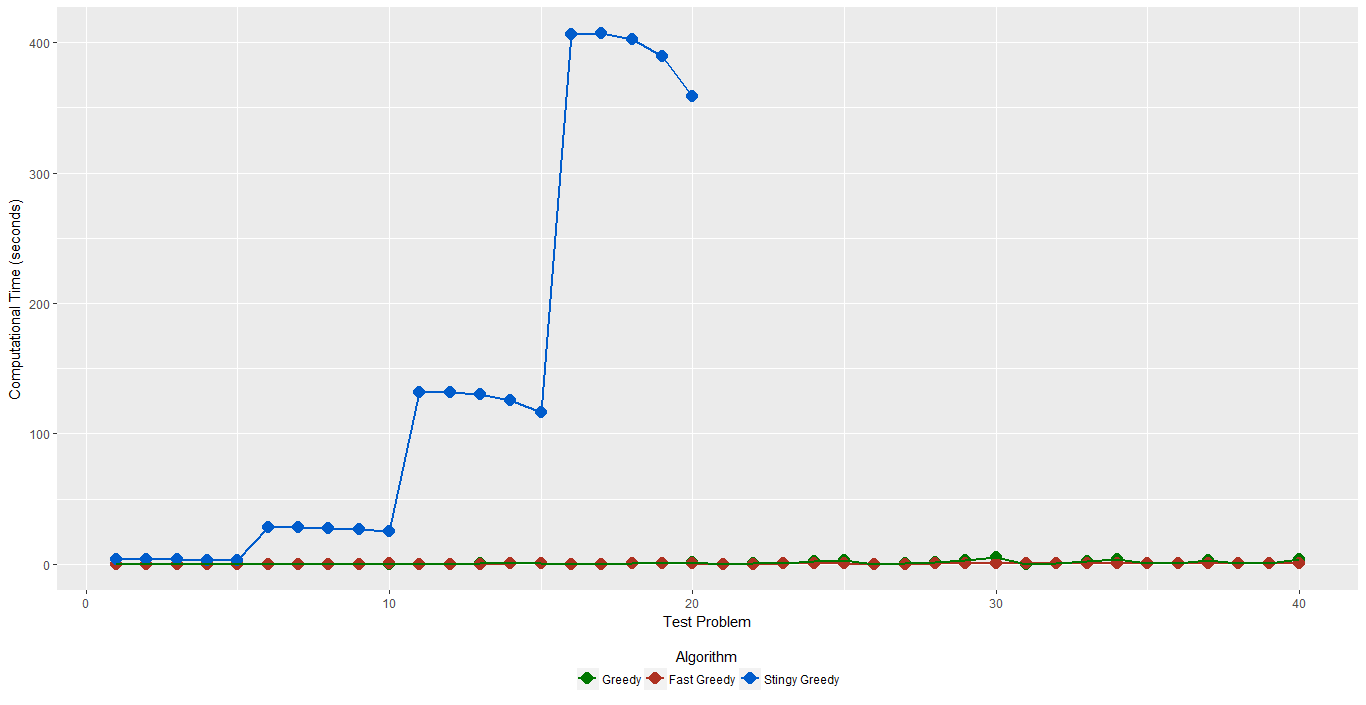 400
300
200
100
0
Computational Time (seconds)
0 10 20 30 40
Test Problem
Algorithm
Greedy Fast Greedy Stingy Greedy